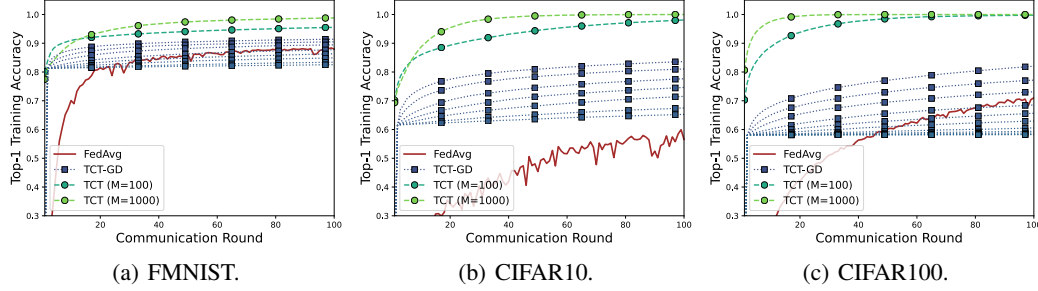 Top-1 Training Accuracy
1.0
0.9
0.8
0.7
0.6
0.5
0.4
0.3
FedAvg
TCT-GD
TCT (M=100)
TCT (M=1000)
0 20 40 60 80 100
Communication Round
(a) FMNIST.
Top-1 Training Accuracy
1.0
0.9
0.8
0.7
0.6
0.5
0.4
0.3
FedAvg
TCT-GD
TCT (M=100)
TCT (M=1000)
0 20 40 60 80 100
Communication Round
(b) CIFAR10.
Top-1 Training Accuracy
1.0
0.9
0.8
0.7
0.6
0.5
0.4
0.3
FedAvg
TCT-GD
TCT (M=100)
TCT (M=1000)
0 20 40 60 80 100
Communication Round
(c) CIFAR100.